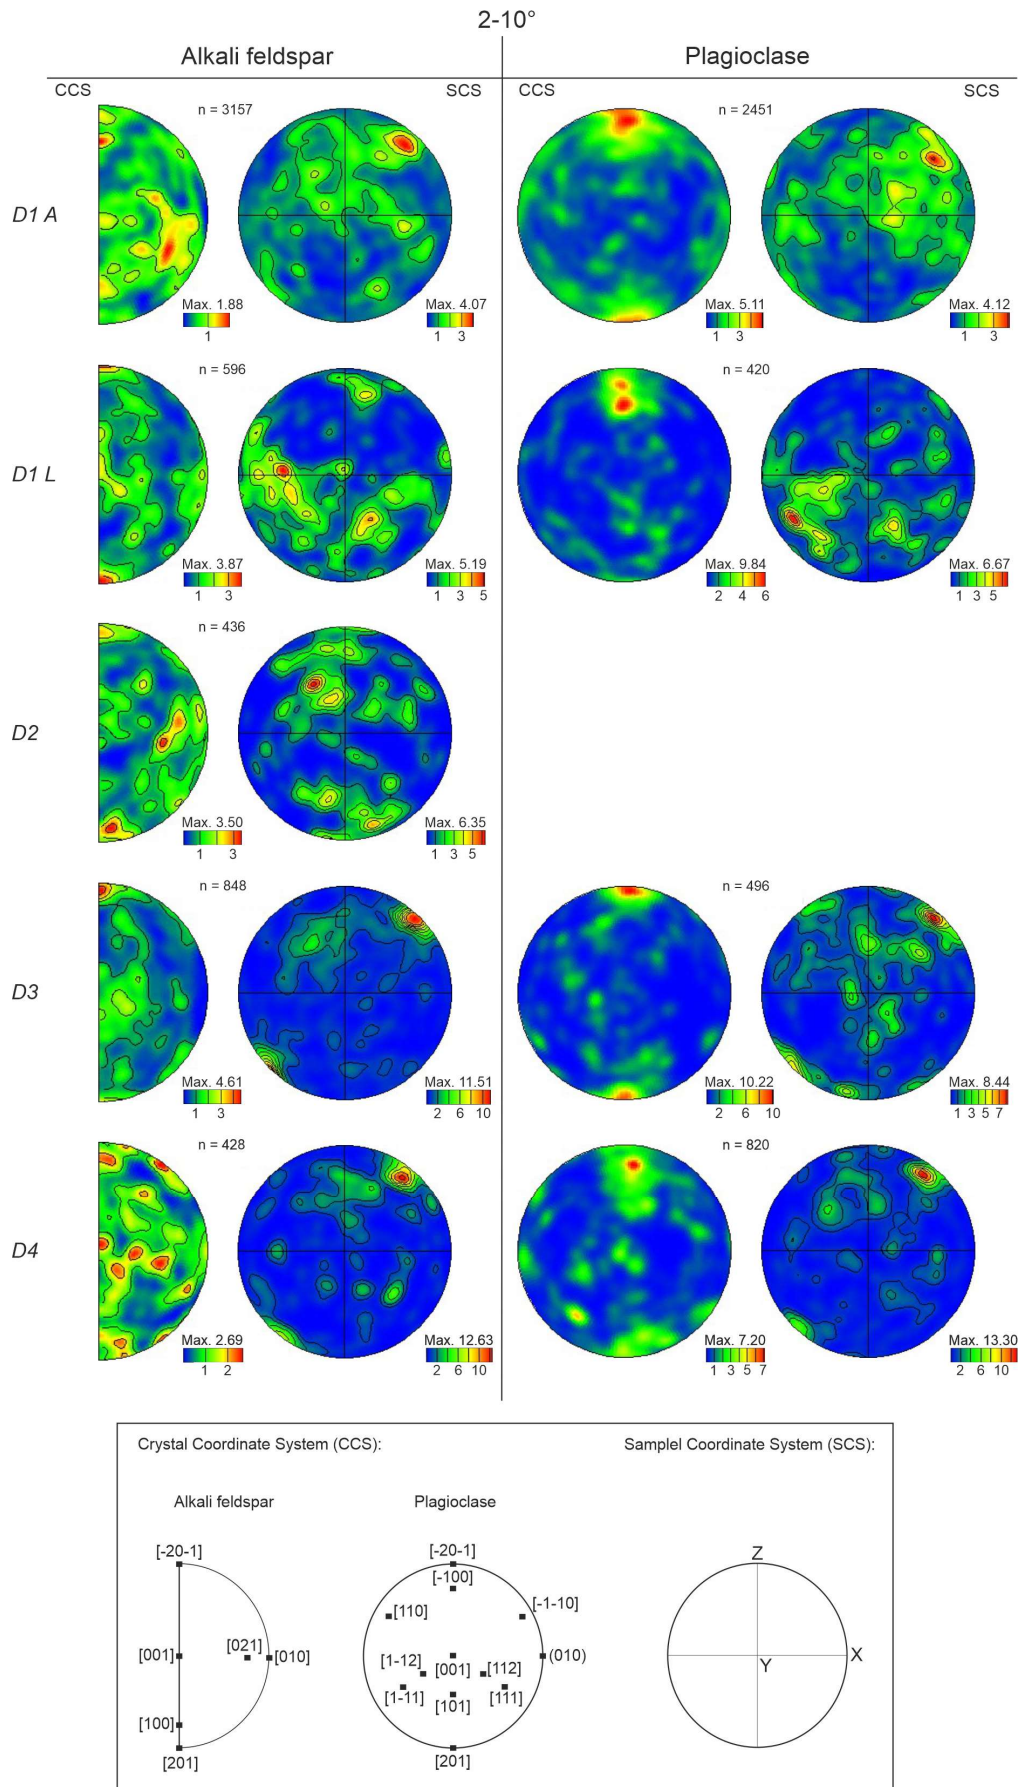 2-10°
Alkali feldspar Plagioclase
CCS SCS CCS SCS
n = 3157 n = 2451
D1 A
Max. 1.88 Max. 4.07 Max. 5.11 Max. 4.12
1 1 3 1 3 1 3
n = 596 n = 420
D1 L
Max. 3.87 Max. 5.19 Max. 9.84 Max. 6.67
1 3 1 3 5 2 4 6 1 3 5
n = 436
D2
Max. 3.50 Max. 6.35
1 3 1 3 5
n = 848 n = 496
D3
Max. 4.61 Max. 11.51 Max. 10.22 Max. 8.44
1 3 2 6 10 2 6 10 1 3 5 7
n = 428 n = 820
D4
Max. 2.69 Max. 12.63 Max. 7.20 Max. 13.30
1 2 2 6 10 1 3 5 7 2 6 10
Crystal Coordinate System (CCS): Samplel Coordinate System (SCS):
Alkali feldspar Plagioclase
[-20-1] [-20-1] Z
[-100]
[110] [-1-10]
[001] [021] [010] [001] (010) Y X
[1-12] [112]
[1-11] [101] [111]
[100]
[201] [201]